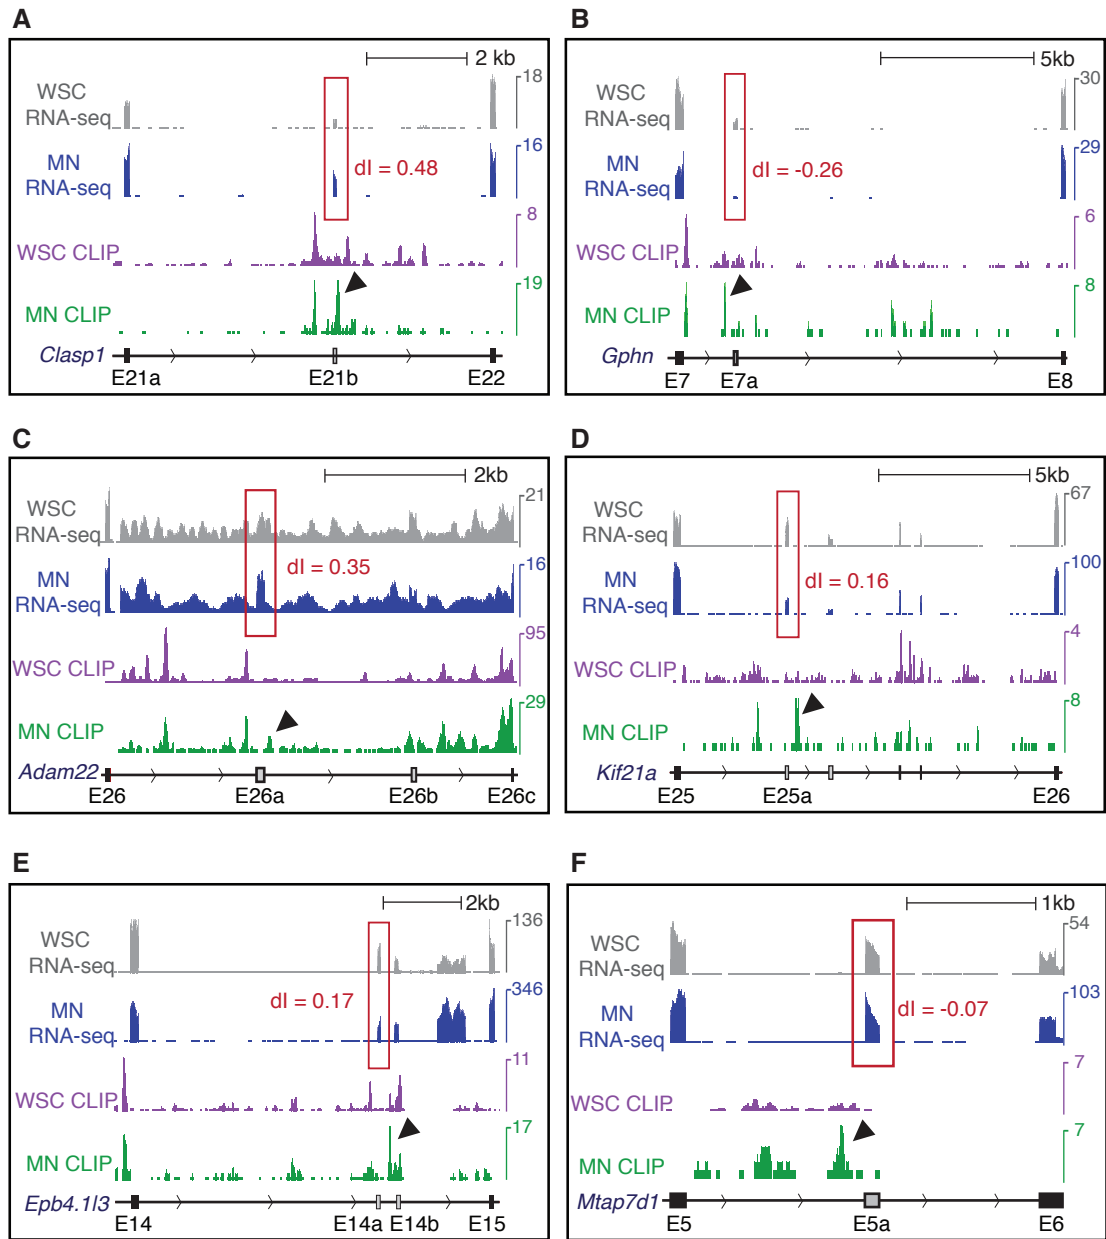 A
2 kb
WSC
RNA-seq
18
MN
RNA-seq
16
dI = 0.48
WSC CLIP
8
MN CLIP
19
Clasp1
E21a
E21b
E22
B
5kb
WSC
RNA-seq
30
MN
RNA-seq
29
dI = -0.26
WSC CLIP
6
MN CLIP
8
Gphn
E7
E7a
E8
C
2kb
WSC
RNA-seq
21
MN
RNA-seq
16
dI = 0.35
WSC CLIP
95
MN CLIP
29
Adam22
E26
E26a
E26b
E26c
D
5kb
WSC
RNA-seq
67
MN
RNA-seq
100
dI = 0.16
WSC CLIP
4
MN CLIP
8
Kif21a
E25
E25a
E26
E
2kb
WSC
RNA-seq
136
MN
RNA-seq
346
dI = 0.17
WSC CLIP
11
MN CLIP
17
Epb4.1l3
E14
E14a
E14b
E15
F
1kb
WSC
RNA-seq
54
MN
RNA-seq
103
dI = -0.07
WSC CLIP
7
MN CLIP
7
Mtap7d1
E5
E5a
E6